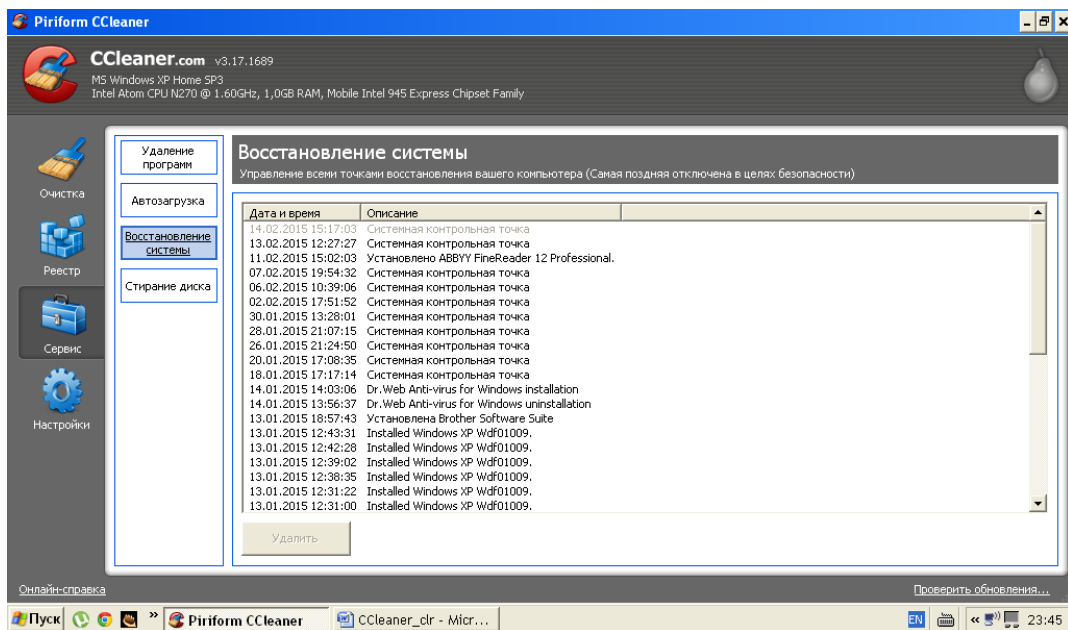 Piriform CCleaner
CCleaner.com v3.17.1689
MS Windows XP Home SP3
Intel Atom CPU N270 @ 1.60GHz, 1,0GB RAM, Mobile Intel 945 Express Chipset Family
Очистка
Реестр
Сервис
Настройки
Удаление
программ
Автозагрузка
Восстановление
системы
Стирание диска
Восстановление системы
Управление всеми точками восстановления вашего компьютера (Самая поздняя отключена в целях безопасности)
Дата и время Описание
14.02.2015 15:17:03 Системная контрольная точка
13.02.2015 12:27:27 Системная контрольная точка
11.02.2015 15:02:03 Установлено ABBYY FineReader 12 Professional.
07.02.2015 19:54:32 Системная контрольная точка
06.02.2015 10:39:06 Системная контрольная точка
02.02.2015 17:51:52 Системная контрольная точка
30.01.2015 13:28:01 Системная контрольная точка
28.01.2015 21:07:15 Системная контрольная точка
26.01.2015 21:24:50 Системная контрольная точка
20.01.2015 17:08:35 Системная контрольная точка
18.01.2015 17:17:14 Системная контрольная точка
14.01.2015 14:03:06 Dr.Web Anti-virus for Windows installation
14.01.2015 13:56:37 Dr.Web Anti-virus for Windows uninstallation
13.01.2015 18:57:43 Установлена Brother Software Suite
13.01.2015 12:43:31 Installed Windows XP Wdf01009.
13.01.2015 12:42:28 Installed Windows XP Wdf01009.
13.01.2015 12:39:02 Installed Windows XP Wdf01009.
13.01.2015 12:38:35 Installed Windows XP Wdf01009.
13.01.2015 12:31:22 Installed Windows XP Wdf01009.
13.01.2015 12:31:00 Installed Windows XP Wdf01009.
Удалить
Онлайн-справка
Проверить обновления...
Пуск
Piriform CCleaner
CCleaner_clr - Micr...
EN
23:45